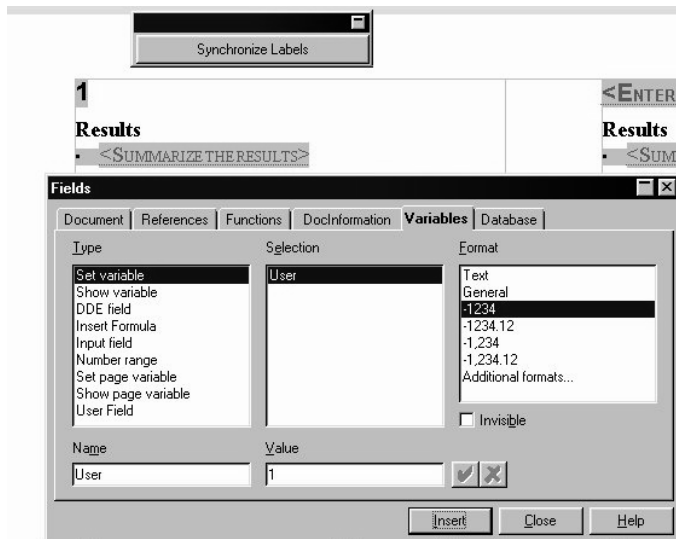 Synchronize Labels
1
<ENTER
Results
Results
<SUMMARIZE THE RESULTS>
<SUM
Fields
Document
References
Functions
DocInformation
Variables
Database
Type
Selection
Format
Set variable
Show variable
DDE field
Insert Formula
Input field
Number range
Set page variable
Show page variable
User Field
User
Text
General
-1234
-1234.12
-1,234
-1,234.12
Additional formats...
Invisible
Name
Value
User
1
Insert
Close
Help